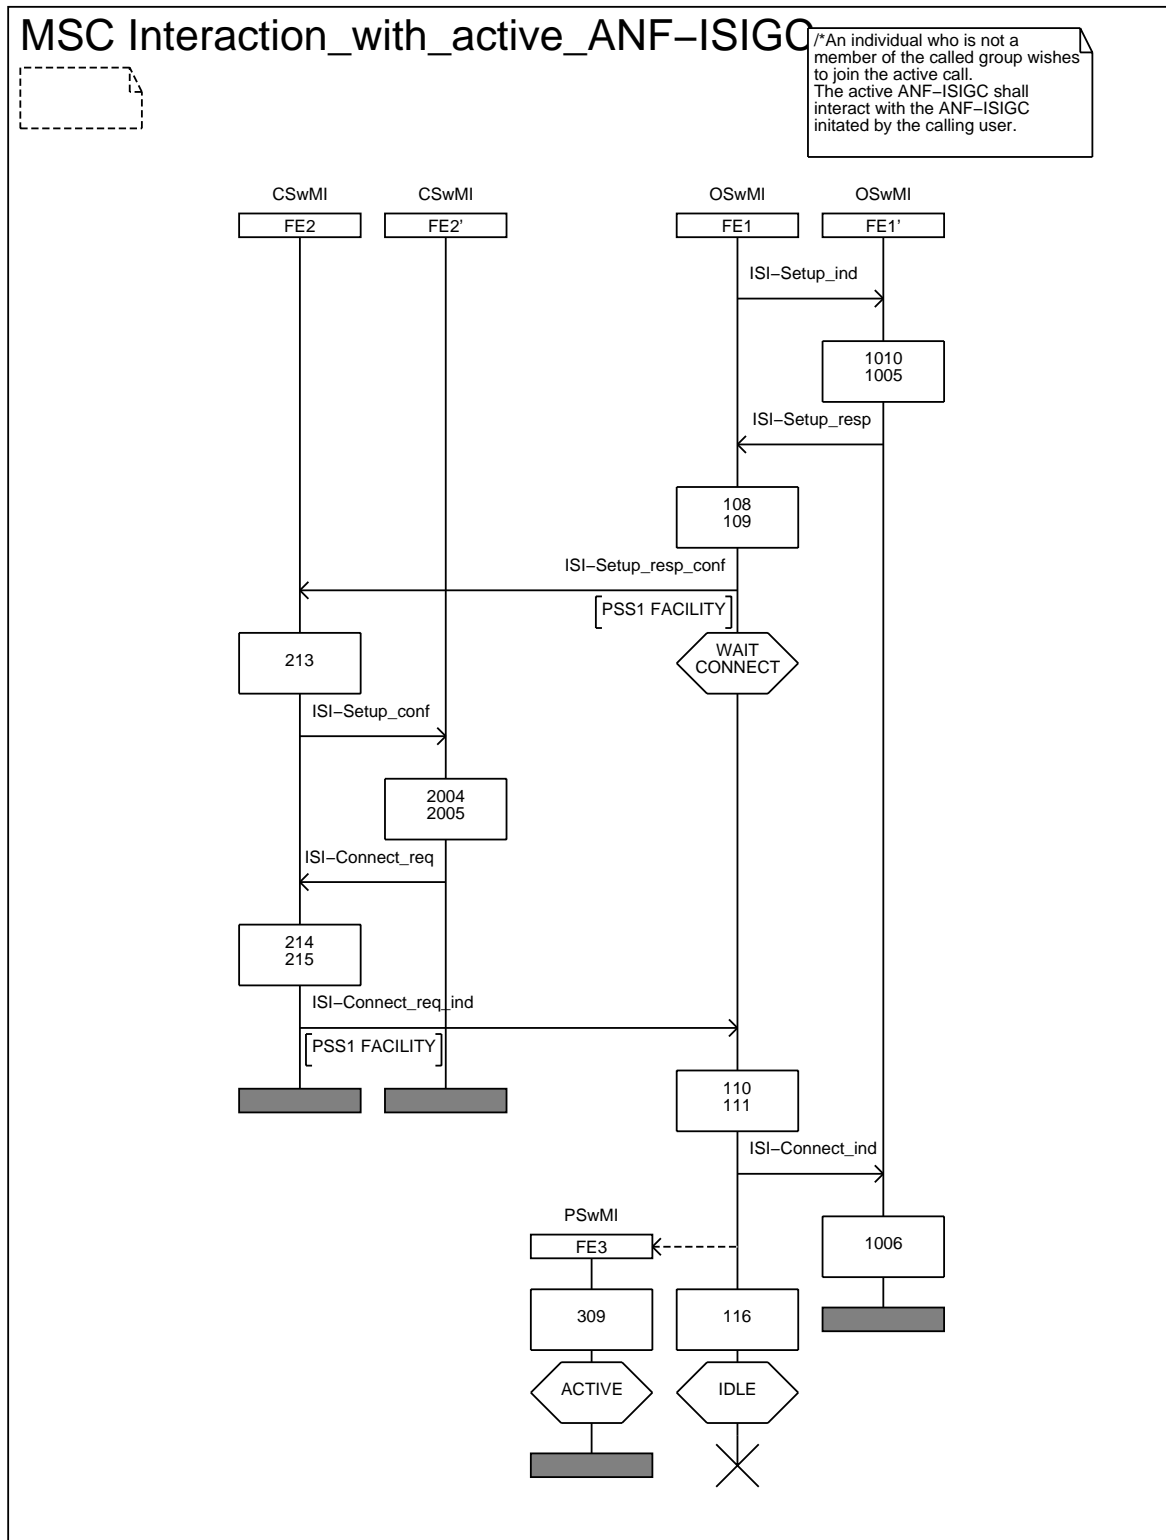 MSC Interaction_with_active_ANF−ISIGC
/*An individual who is not a
member of the called group wishes
to join the active call.
The active ANF−ISIGC shall
interact with the ANF−ISIGC
initated by the calling user.
CSwMI
CSwMI
OSwMI
OSwMI
FE2
FE2'
FE1
FE1'
ISI−Setup_ind
1010
1005
ISI−Setup_resp
108
109
ISI−Setup_resp_conf
PSS1 FACILITY
213
WAIT
CONNECT
ISI−Setup_conf
2004
2005
ISI−Connect_req
214
215
ISI−Connect_req_ind
PSS1 FACILITY
110
111
ISI−Connect_ind
PSwMI
FE3
1006
309
116
ACTIVE
IDLE